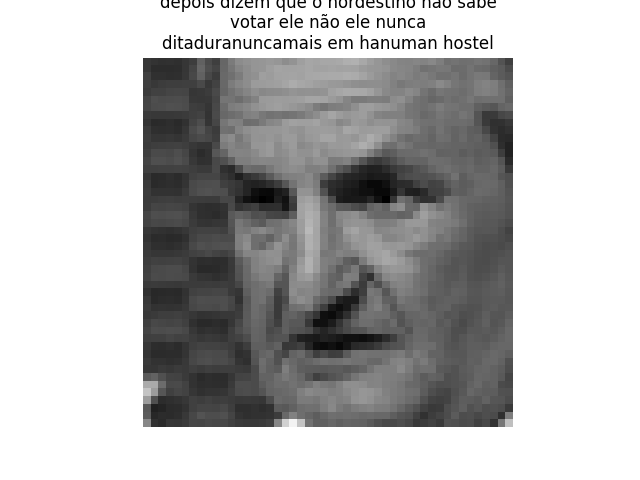 depois dizem que o nordestino não sabe
votar ele não ele nunca
ditaduranuncamais em hanuman hostel